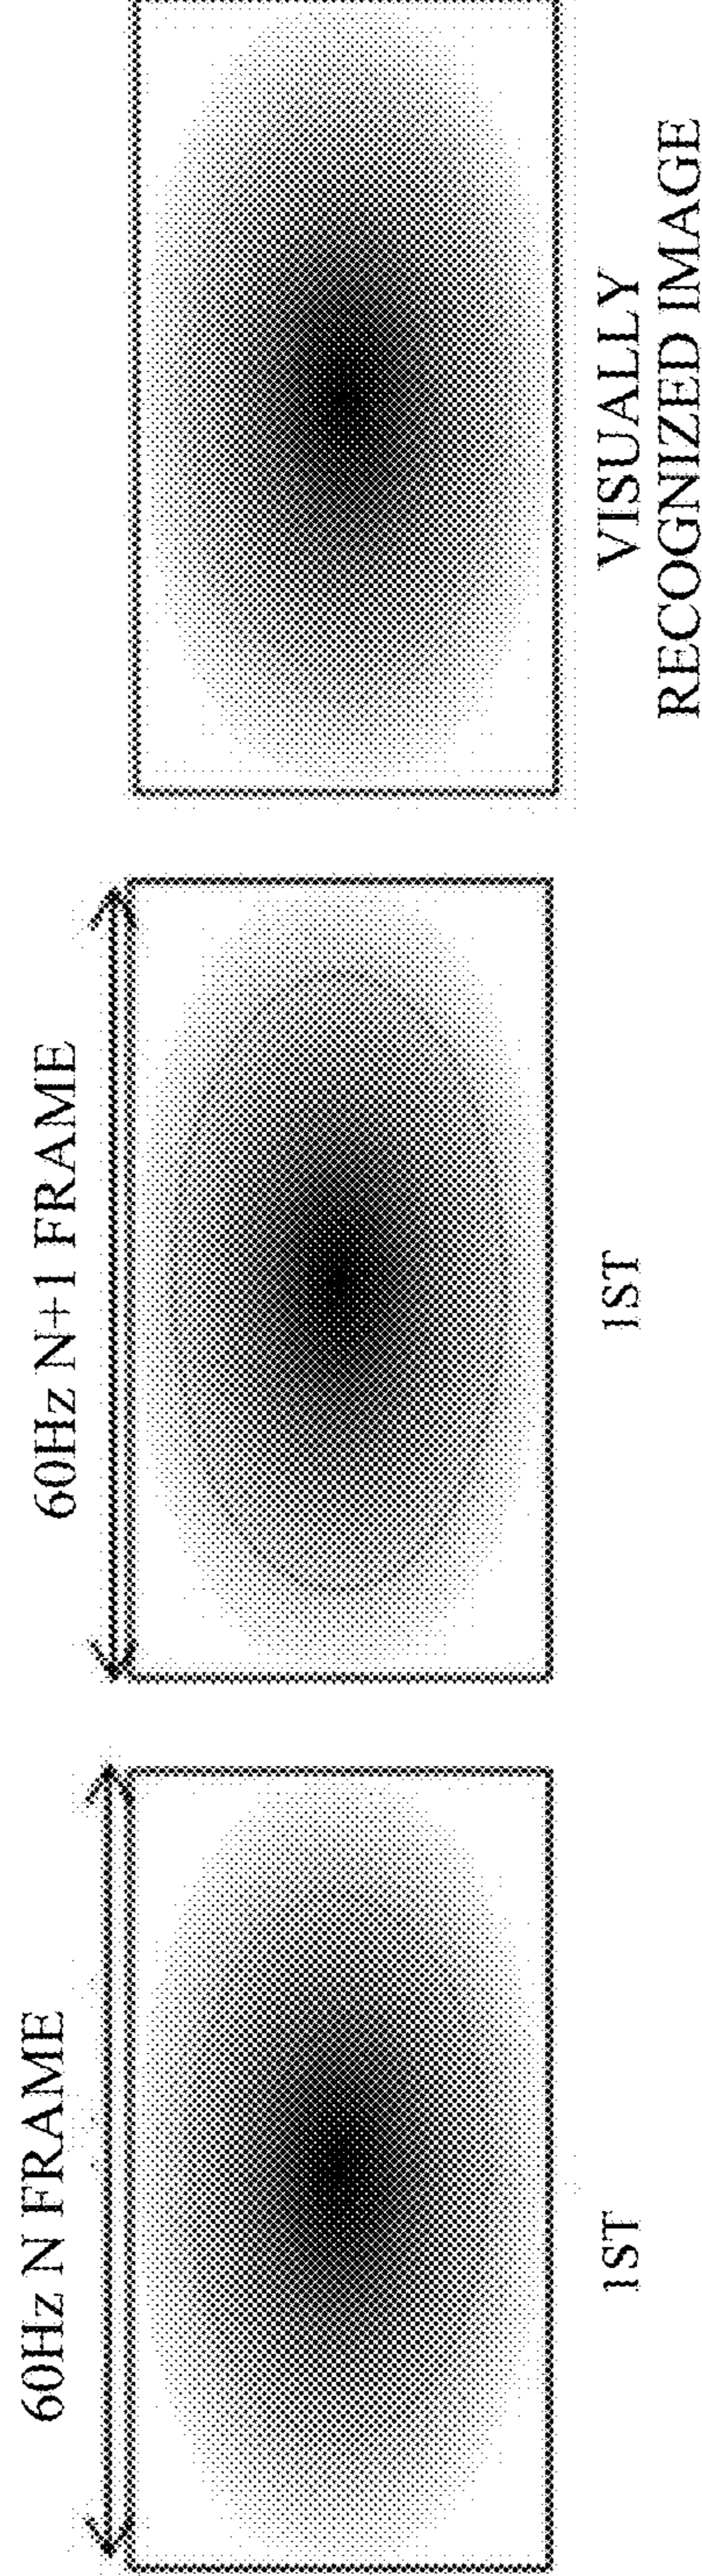 60Hz N FRAME
60Hz N+1 FRAME
1ST
1ST
VISUALLY
RECOGNIZED IMAGE